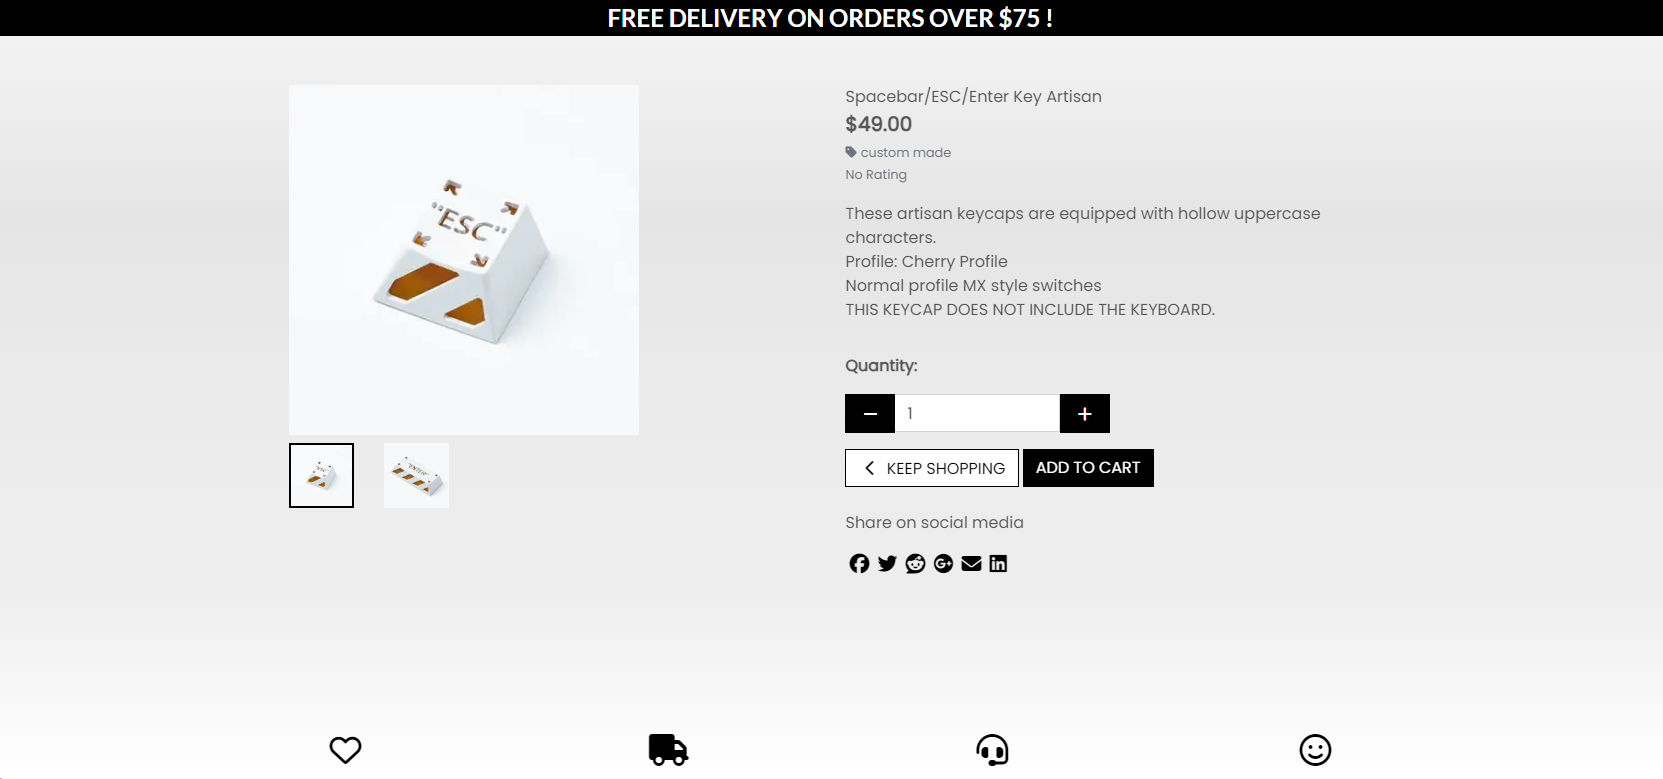 FREE DELIVERY ON ORDERS OVER $75 !
"ESC"
"ENTER"
Spacebar/ESC/Enter Key Artisan
$49.00
custom made
No Rating
These artisan keycaps are equipped with hollow uppercase
characters.
Profile: Cherry Profile
Normal profile MX style switches
THIS KEYCAP DOES NOT INCLUDE THE KEYBOARD.
Quantity:
− 1 +
KEEP SHOPPING ADD TO CART
Share on social media